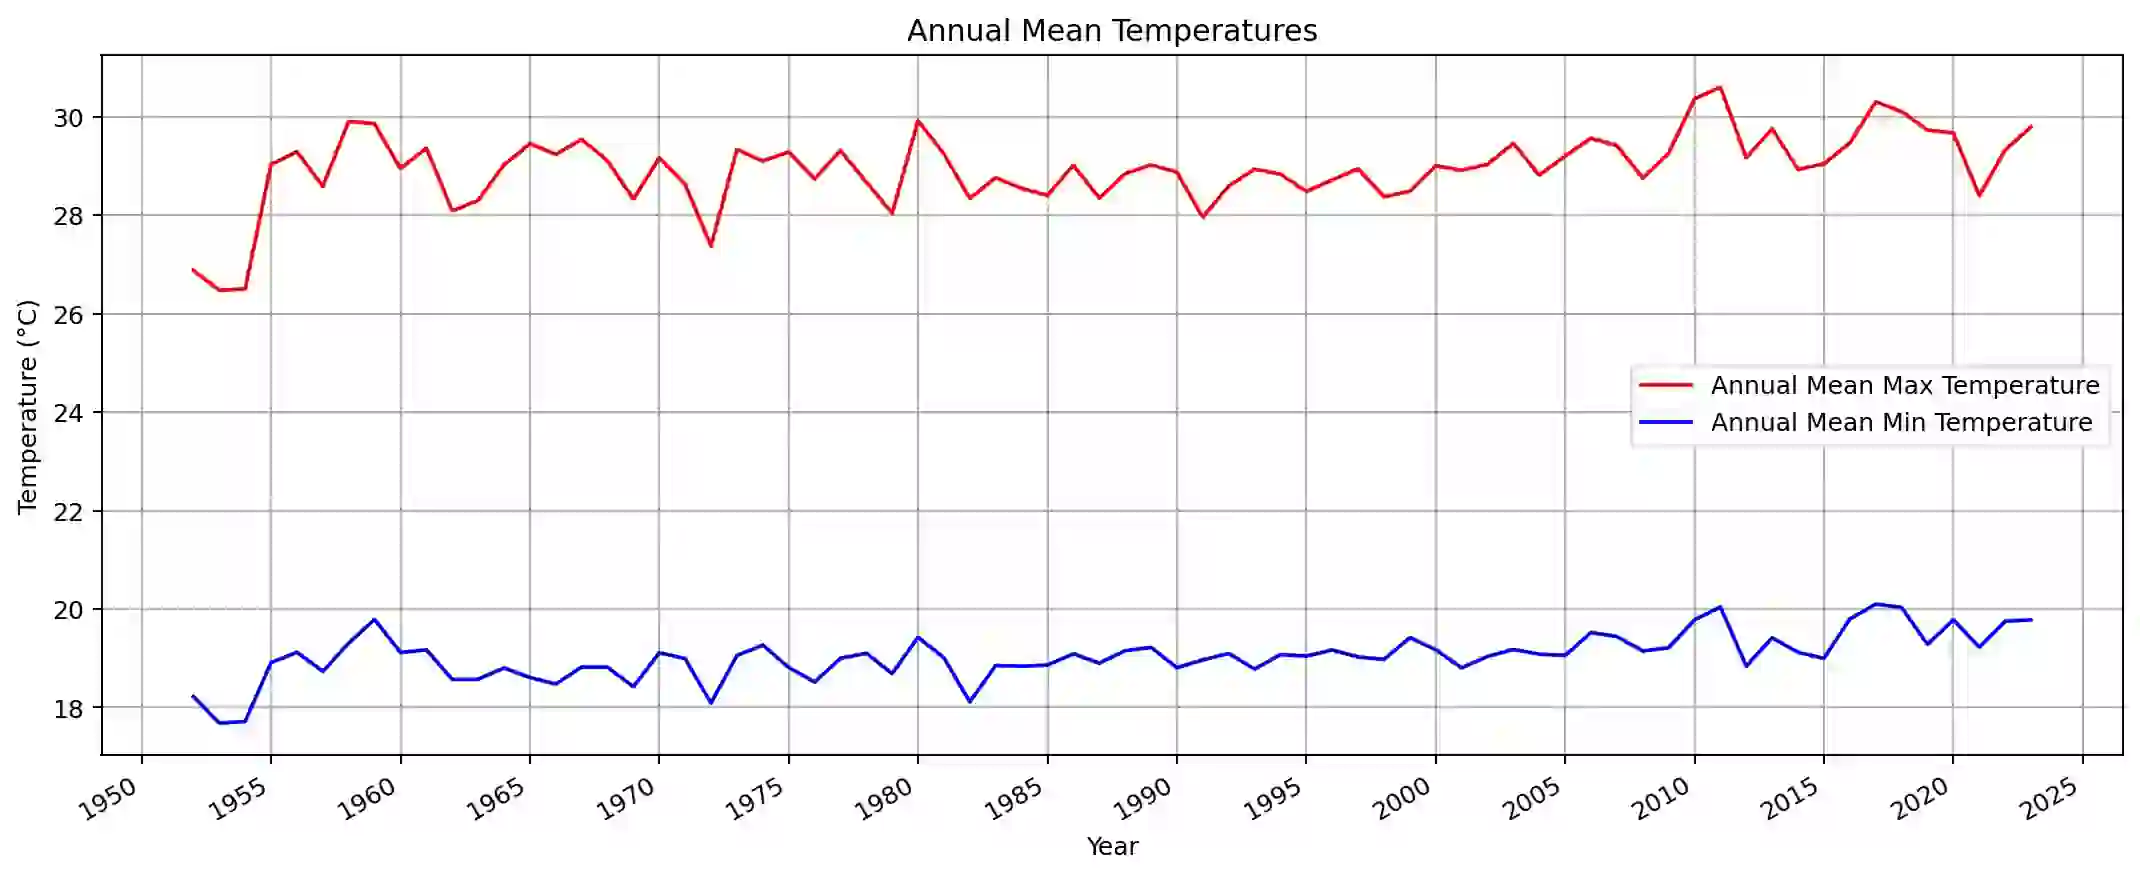 Annual Mean Temperatures
30
28
26
24
22
20
18
Temperature (°C)
Annual Mean Max Temperature
Annual Mean Min Temperature
1950 1955 1960 1965 1970 1975 1980 1985 1990 1995 2000 2005 2010 2015 2020 2025
Year